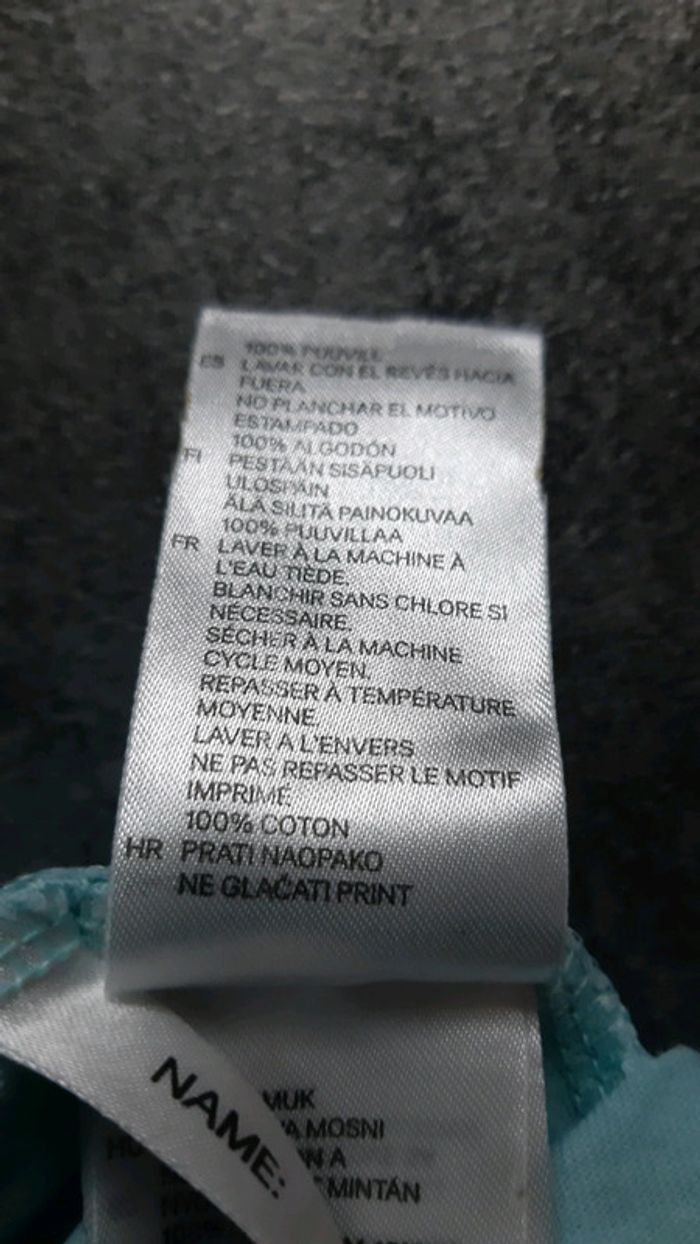 100% PUUVILL
ES LAVAR CON EL REVÉS HACIA
FUERA
NO PLANCHAR EL MOTIVO
ESTAMPADO
100% ALGODÓN
FI PESTÄÄN SISÄPUOLI
ULOSPÄIN
ÄLÄ SILITÄ PAINOKUVAA
100% PUUVILLAA
FR LAVER À LA MACHINE À
L'EAU TIÈDE.
BLANCHIR SANS CHLORE SI
NÉCESSAIRE.
SÉCHER À LA MACHINE
CYCLE MOYEN.
REPASSER À TEMPÉRATURE
MOYENNE.
LAVER A L'ENVERS
NE PAS REPASSER LE MOTIF
IMPRIMÉ
100% COTON
HR PRATI NAOPAKO
NE GLAČATI PRINT
NAME:
MUK
VA MOSNI
N A
MINTÁN